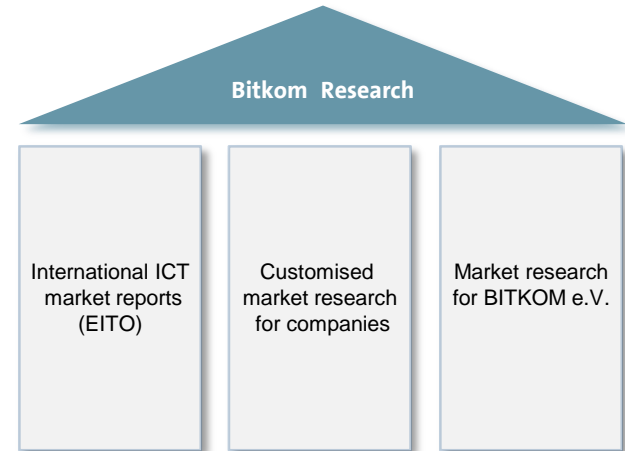 Bitkom Research
International ICT
market reports
(EITO)
Customised
market research
for companies
Market research
for BITKOM e.V.